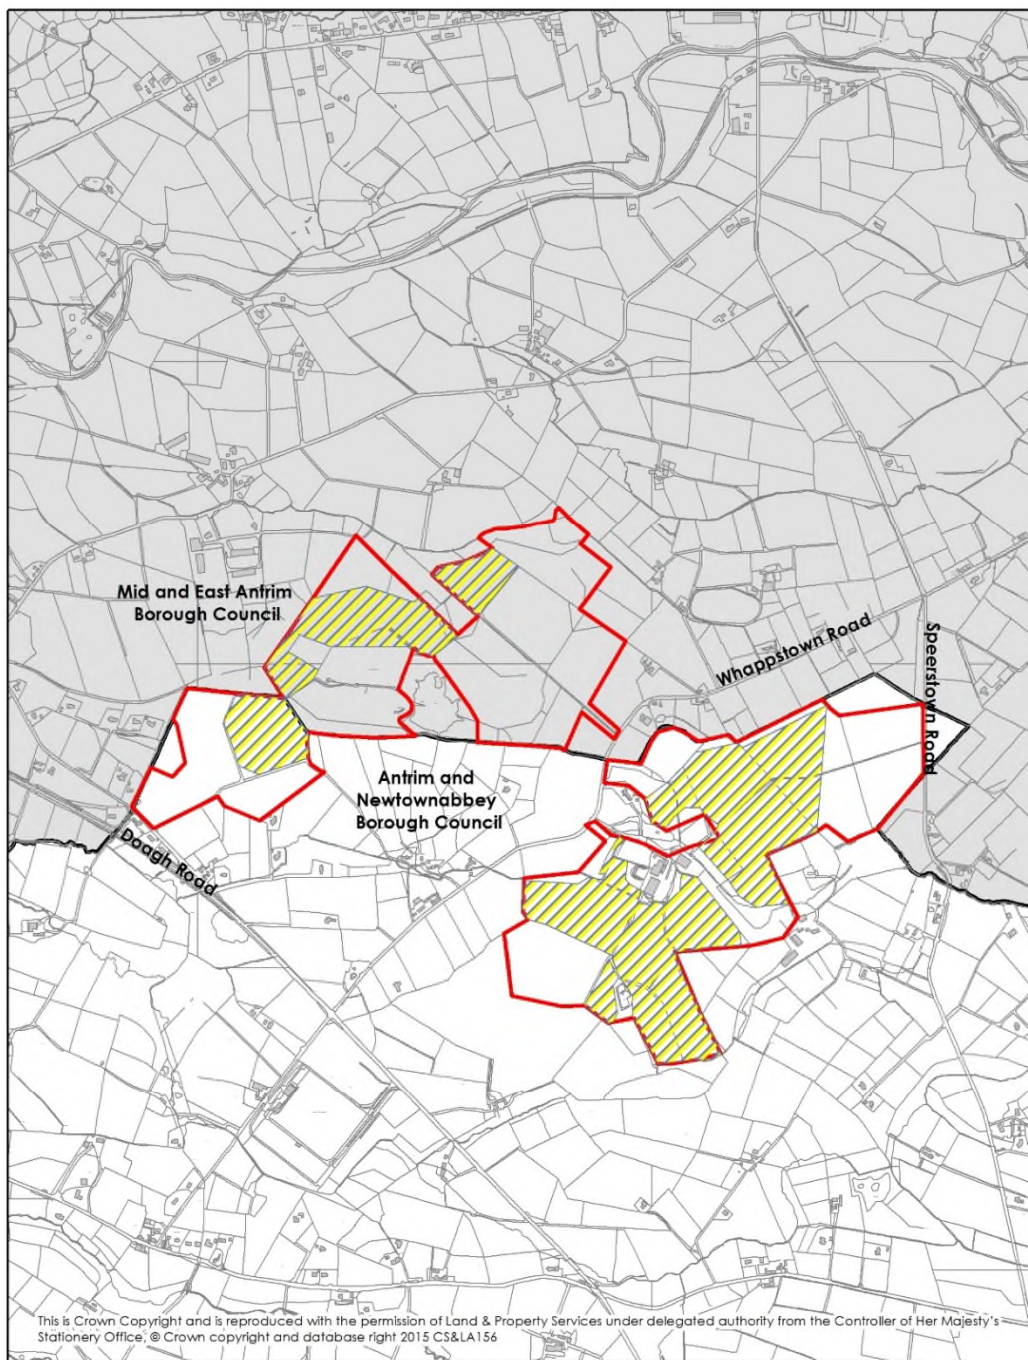 Mid and East Antrim
Borough Council
Whappstown Road
Speerstown Road
Antrim and
Newtownabbey
Borough Council
Doagh Road
This is Crown Copyright and is reproduced with the permission of Land & Property Services under delegated authority from the Controller of Her Majesty's
Stationery Office, © Crown copyright and database right 2015 CS&LA156